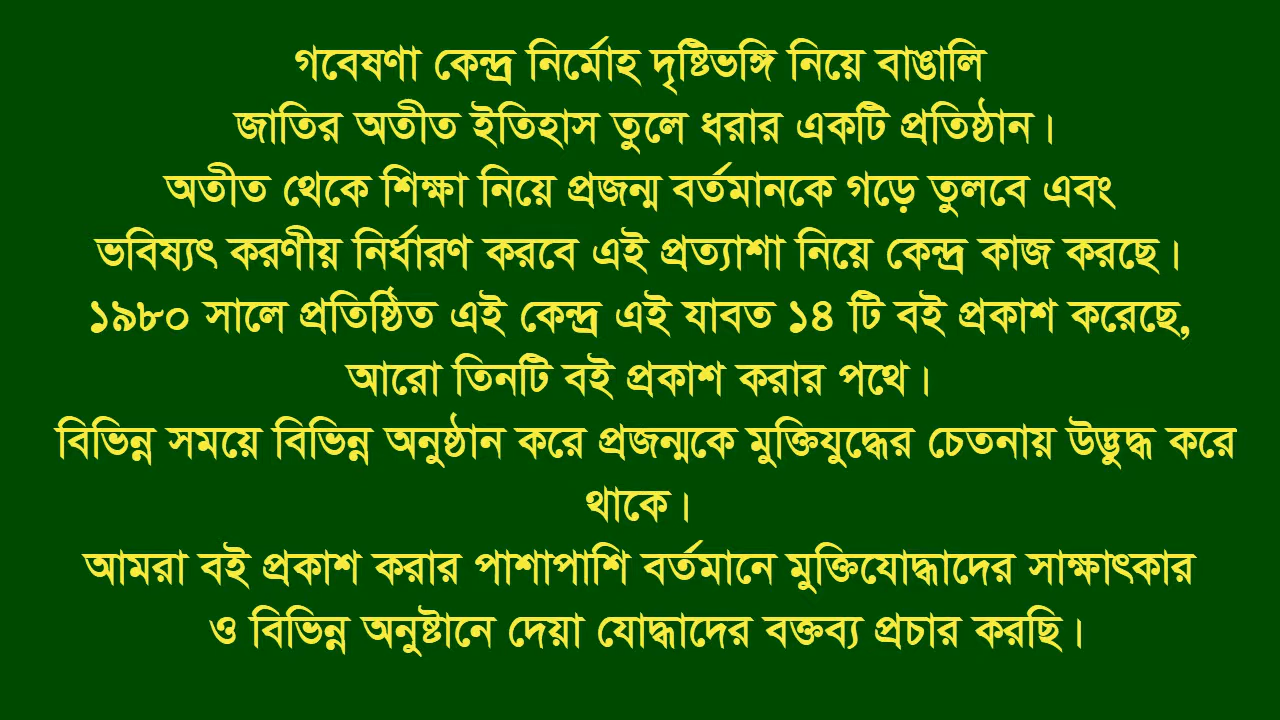 গবেষণা কেন্দ্র নির্মোহ দৃষ্টিভঙ্গি নিয়ে বাঙালি
জাতির অতীত ইতিহাস তুলে ধরার একটি প্রতিষ্ঠান।
অতীত থেকে শিক্ষা নিয়ে প্রজন্ম বর্তমানকে গড়ে তুলবে এবং
ভবিষ্যৎ করণীয় নির্ধারণ করবে এই প্রত্যাশা নিয়ে কেন্দ্র কাজ করছে।
১৯৮০ সালে প্রতিষ্ঠিত এই কেন্দ্র এই যাবত ১৪ টি বই প্রকাশ করেছে,
আরো তিনটি বই প্রকাশ করার পথে।
বিভিন্ন সময়ে বিভিন্ন অনুষ্ঠান করে প্রজন্মকে মুক্তিযুদ্ধের চেতনায় উদ্ভুদ্ধ করে
থাকে।
আমরা বই প্রকাশ করার পাশাপাশি বর্তমানে মুক্তিযোদ্ধাদের সাক্ষাৎকার
ও বিভিন্ন অনুষ্টানে দেয়া যোদ্ধাদের বক্তব্য প্রচার করছি।